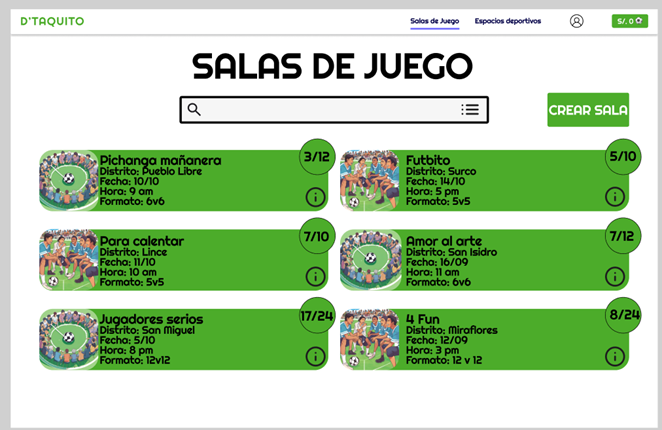 D'TAQUITO
Salas de Juego
Espacios deportivos
S/. 0
SALAS DE JUEGO
CREAR SALA
Pichanga mañanera
3/12
Distrito: Pueblo Libre
Fecha: 10/10
Hora: 9 am
Formato: 6v6
Futbito
5/10
Distrito: Surco
Fecha: 14/10
Hora: 5 pm
Formato: 5v5
Para calentar
7/10
Distrito: Lince
Fecha: 11/10
Hora: 10 am
Formato: 5v5
Amor al arte
7/12
Distrito: San Isidro
Fecha: 16/09
Hora: 11 am
Formato: 6v6
Jugadores serios
17/24
Distrito: San Miguel
Fecha: 5/10
Hora: 8 pm
Formato: 12v12
4 Fun
8/24
Distrito: Miraflores
Fecha: 12/09
Hora: 3 pm
Formato: 12 v 12